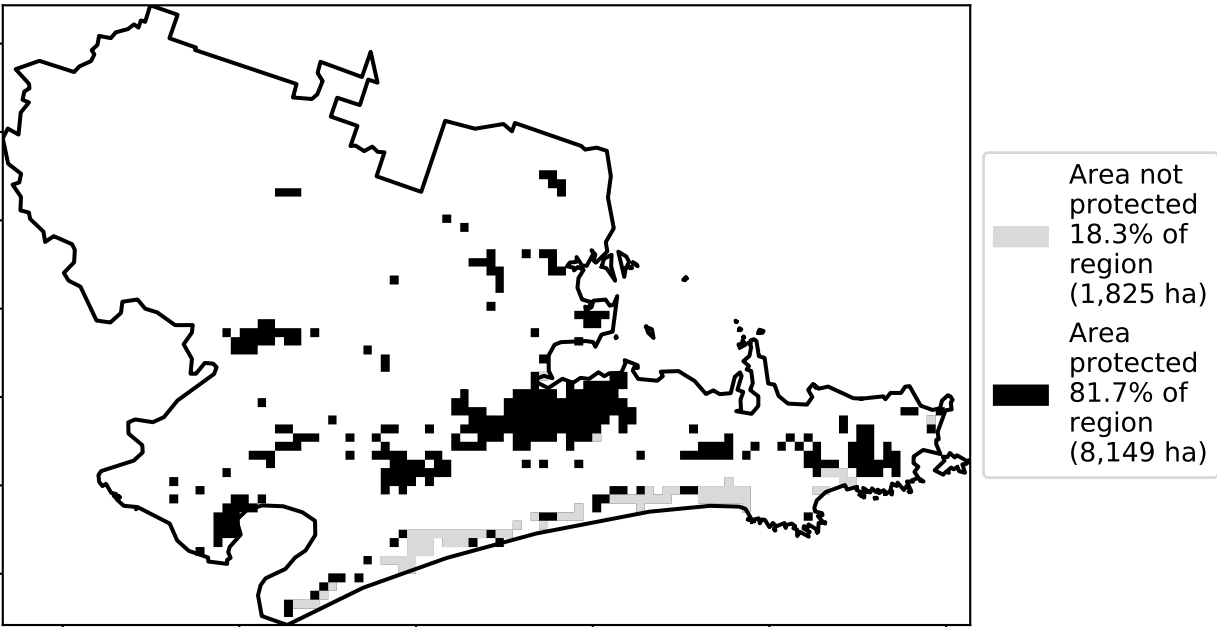 Area not
protected
18.3% of
region
(1,825 ha)
Area
protected
81.7% of
region
(8,149 ha)